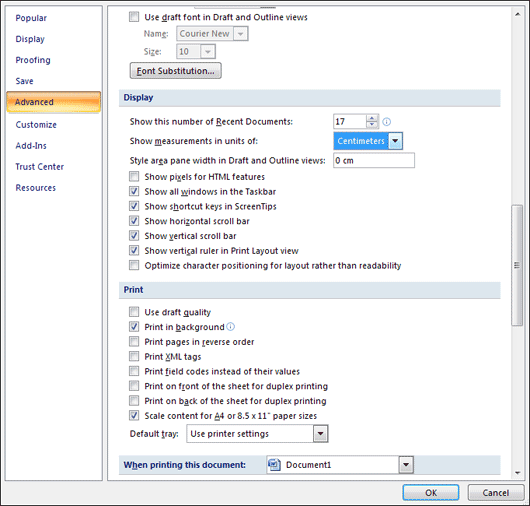 Popular
Display
Proofing
Save
Advanced
Customize
Add-Ins
Trust Center
Resources
Use draft font in Draft and Outline views
Name: Courier New
Size: 10
Font Substitution...
Display
Show this number of Recent Documents: 17
Show measurements in units of: Centimeters
Style area pane width in Draft and Outline views: 0 cm
Show pixels for HTML features
Show all windows in the Taskbar
Show shortcut keys in ScreenTips
Show horizontal scroll bar
Show vertical scroll bar
Show vertical ruler in Print Layout view
Optimize character positioning for layout rather than readability
Print
Use draft quality
Print in background
Print pages in reverse order
Print XML tags
Print field codes instead of their values
Print on front of the sheet for duplex printing
Print on back of the sheet for duplex printing
Scale content for A4 or 8.5 x 11" paper sizes
Default tray: Use printer settings
When printing this document: Document1
OK Cancel